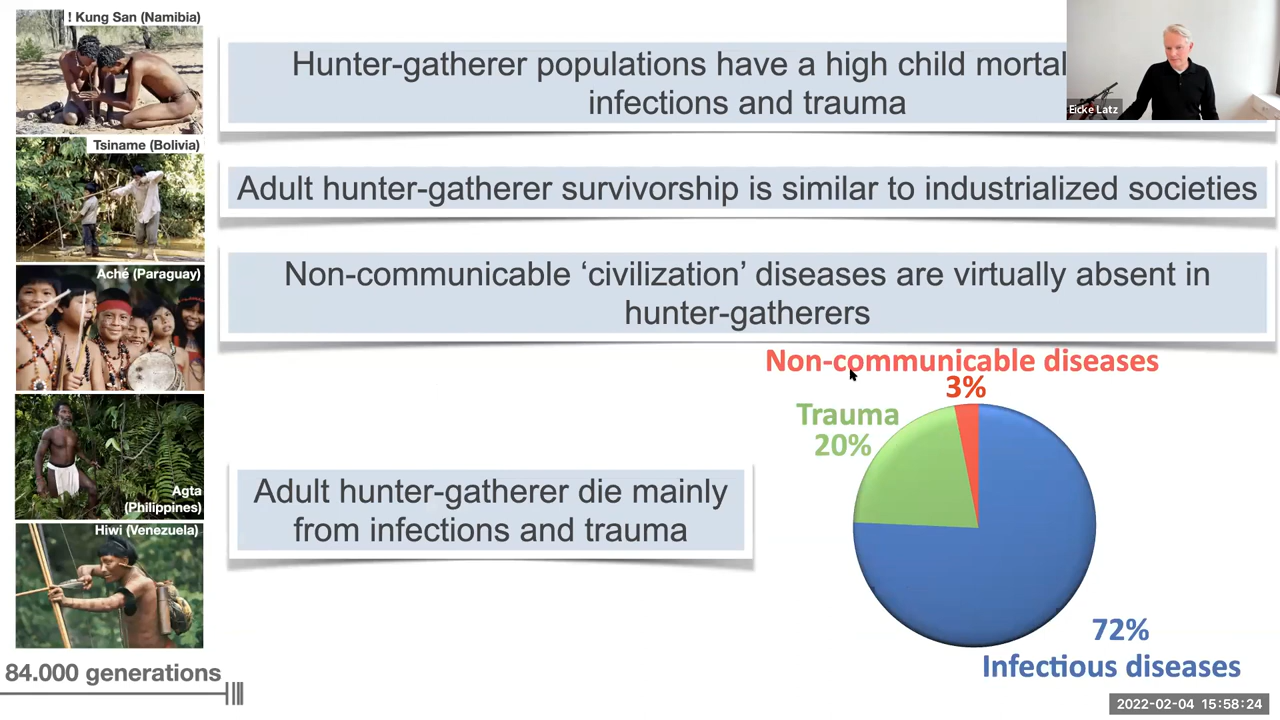 ! Kung San (Namibia)
Tsiname (Bolivia)
Aché (Paraguay)
Agta
(Philippines)
Hiwi (Venezuela)
84.000 generations
Hunter-gatherer populations have a high child
infections and trauma
Eicke Latz
Adult hunter-gatherer survivorship is similar to industrialized societies
Non-communicable ‘civilization’ diseases are virtually absent in
hunter-gatherers
Adult hunter-gatherer die mainly
from infections and trauma
Non-communicable diseases
3%
Trauma
20%
72%
Infectious diseases
2022-02-04 15:58:24